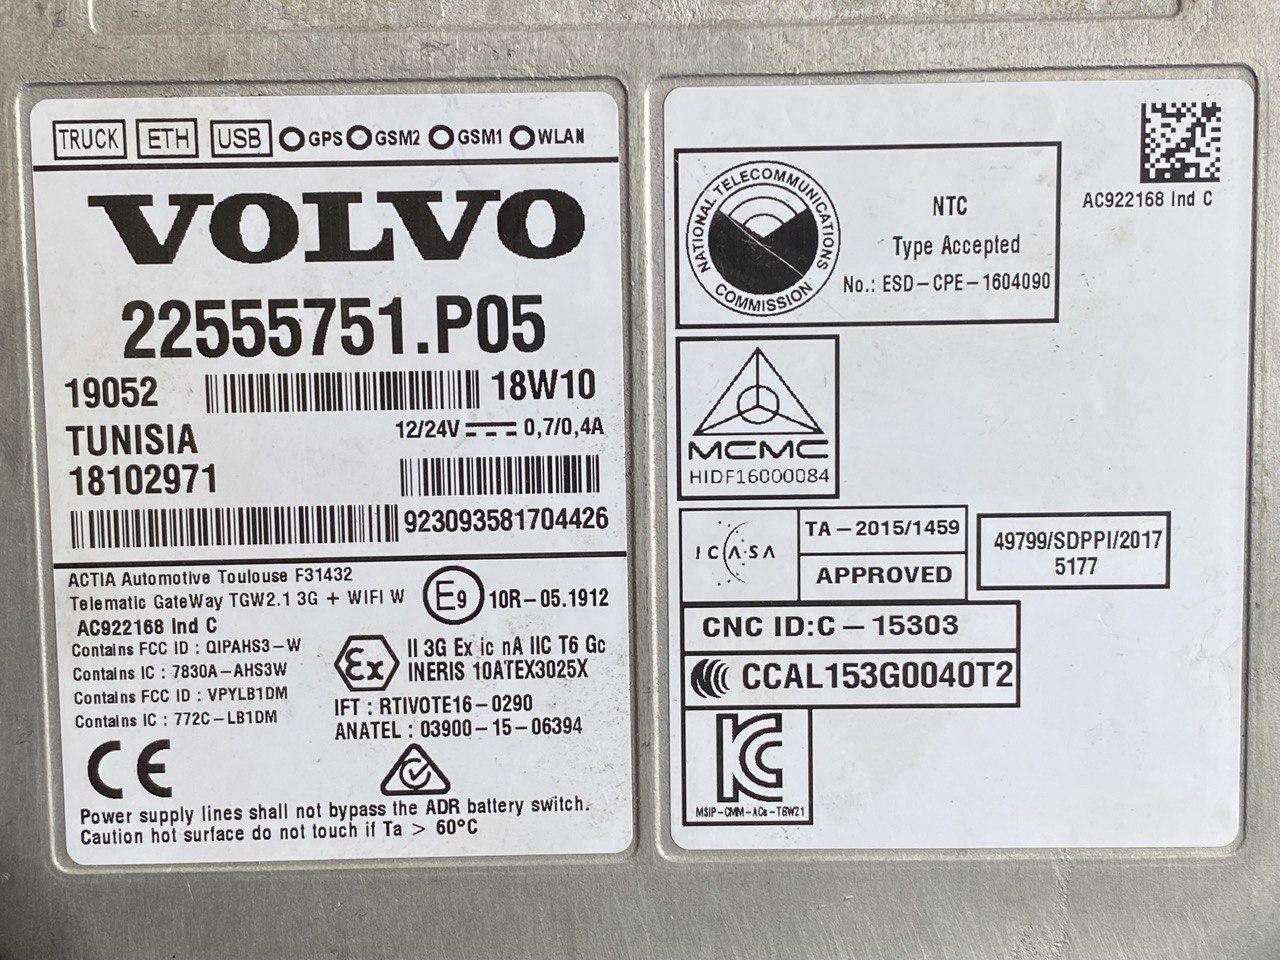 TRUCK ETH USB GPS GSM2 GSM1 WLAN
VOLVO
22555751.P05
19052 18W10
TUNISIA 12/24V 0,7/0,4A
18102971
923093581704426
ACTIA Automotive Toulouse F31432
Telematic GateWay TGW2.1 3G + WIFI W
AC922168 Ind C
Contains FCC ID : QIPAHS3-W
Contains IC : 7830A-AHS3W
Contains FCC ID : VPYLB1DM
Contains IC : 772C-LB1DM
E9 10R-05.1912
Ex II 3G Ex ic nA IIC T6 Gc
INERIS 10ATEX3025X
IFT : RTIVOTE16-0290
ANATEL : 03900-15-06394
CE
Power supply lines shall not bypass the ADR battery switch.
Caution hot surface do not touch if Ta > 60°C
AC922168 Ind C
NATIONAL TELECOMMUNICATIONS
COMMISSION
NTC
Type Accepted
No.: ESD-CPE-1604090
MCMC
HIDF16000084
ICASA
TA-2015/1459
APPROVED
49799/SDPPI/2017
5177
CNC ID:C-15303
CCAL153G0040T2
KC
MSIP-CMM-ACa-TGW21